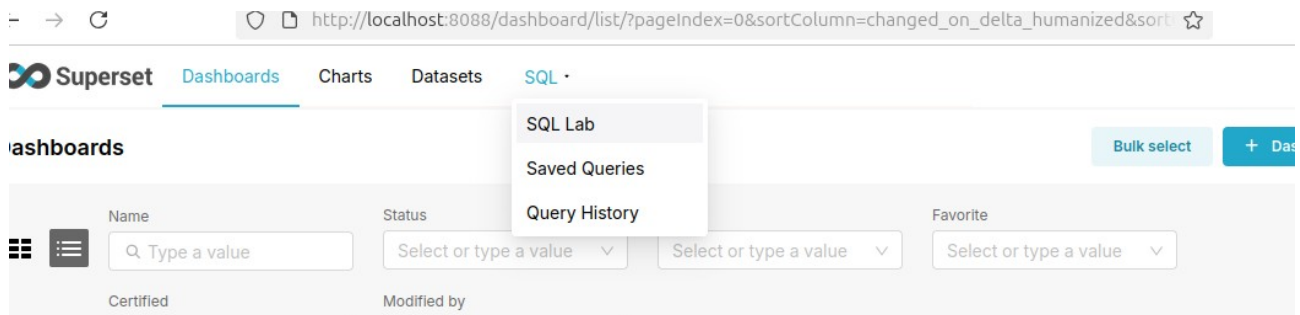 http://localhost:8088/dashboard/list/?pageIndex=0&sortColumn=changed_on_delta_humanized&sort
Superset Dashboards Charts Datasets SQL
SQL Lab
ashboards Bulk select + Das
Saved Queries
Query History
Name Status Favorite
Type a value Select or type a value Select or type a value Select or type a value
Certified Modified by